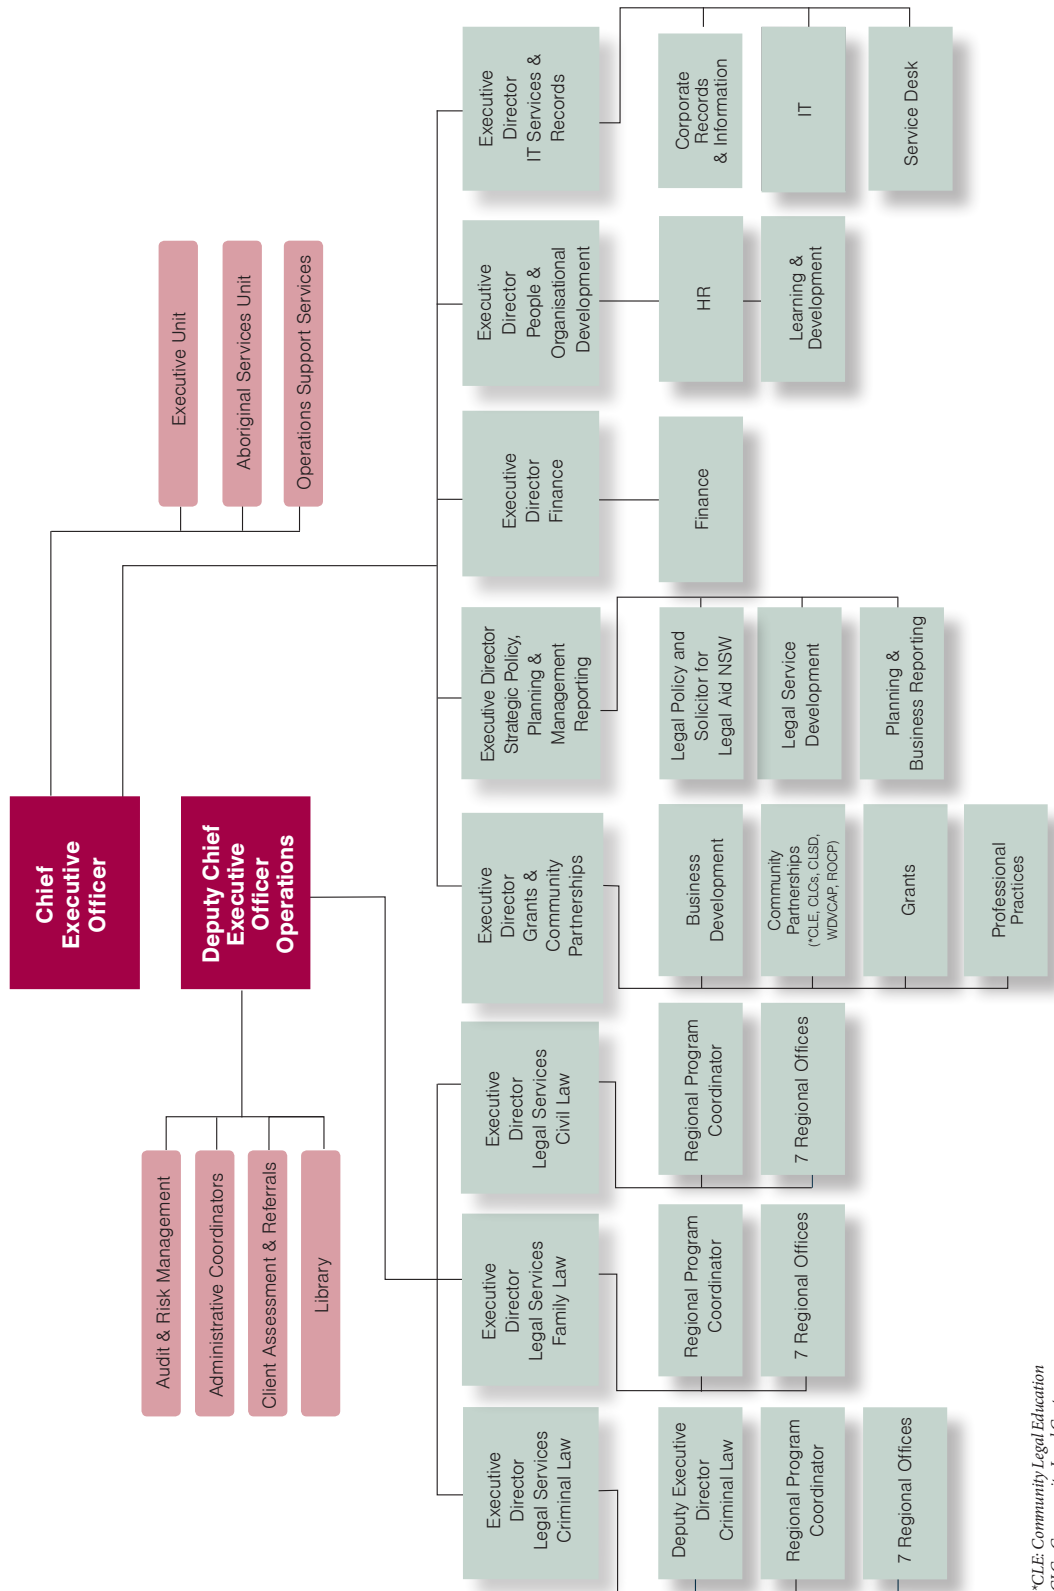 Chief
Executive
Officer
Deputy Chief
Executive
Officer
Operations
Executive Unit
Aboriginal Services Unit
Operations Support Services
Audit & Risk Management
Administrative Coordinators
Client Assessment & Referrals
Library
Executive
Director
Legal Services
Criminal Law
Deputy Executive
Director
Criminal Law
Regional Program
Coordinator
7 Regional Offices
Executive
Director
Legal Services
Family Law
Regional Program
Coordinator
7 Regional Offices
Executive
Director
Legal Services
Civil Law
Regional Program
Coordinator
7 Regional Offices
Executive
Director
Grants &
Community
Partnerships
Business
Development
Community
Partnerships
(*CLE, CLCs, CLSD,
WDVCAP, ROCP)
Grants
Professional
Practices
Executive Director
Strategic Policy,
Planning &
Management
Reporting
Legal Policy and
Solicitor for
Legal Aid NSW
Legal Service
Development
Planning &
Business Reporting
Executive
Director
Finance
Finance
Executive
Director
People &
Organisational
Development
HR
Learning &
Development
Executive
Director
IT Services &
Records
Corporate
Records
& Information
IT
Service Desk
*CLE: Community Legal Education